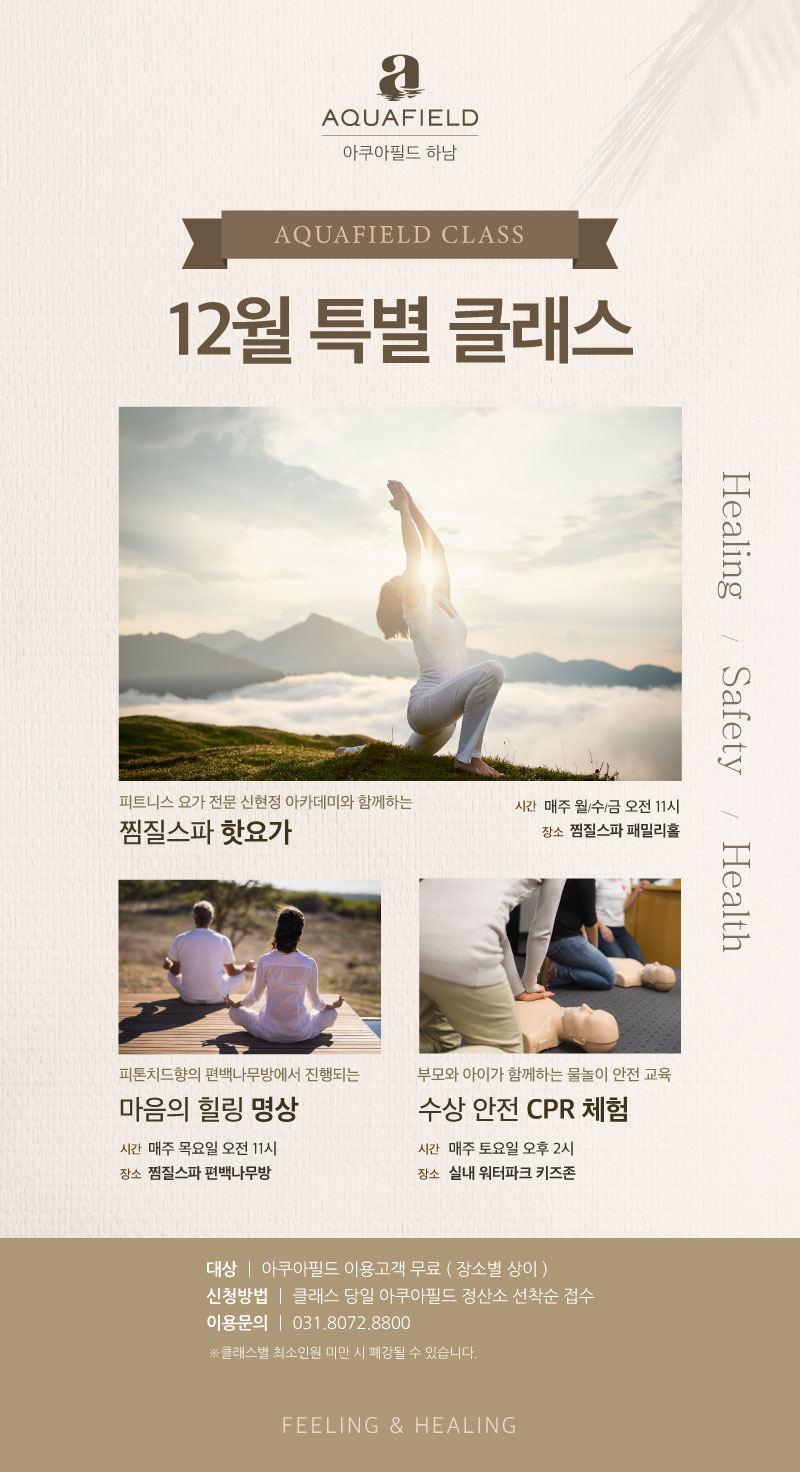 a
AQUAFIELD
아쿠아필드 하남
AQUAFIELD CLASS
12월 특별 클래스
Healing / Safety / Health
피트니스 요가 전문 신현정 아카데미와 함께하는
찜질스파 핫요가
시간 매주 월/수/금 오전 11시
장소 찜질스파 패밀리홀
피톤치드향의 편백나무방에서 진행되는
마음의 힐링 명상
시간 매주 목요일 오전 11시
장소 찜질스파 편백나무방
부모와 아이가 함께하는 물놀이 안전 교육
수상 안전 CPR 체험
시간 매주 토요일 오후 2시
장소 실내 워터파크 키즈존
대상 | 아쿠아필드 이용고객 무료 ( 장소별 상이 )
신청방법 | 클래스 당일 아쿠아필드 정산소 선착순 접수
이용문의 | 031.8072.8800
※클래스별 최소인원 미만 시 폐강될 수 있습니다.
FEELING & HEALING